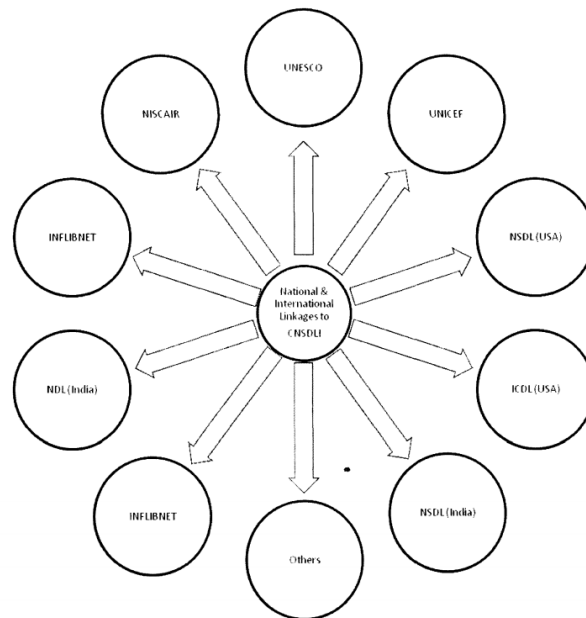 UNESCO
NISCAIR
UNICEF
INFLIBNET
NSDL(USA)
National &
International
Linkages to
CNSDLI
NDL(India)
ICDL(USA)
INFLIBNET
NSDL(India)
Others